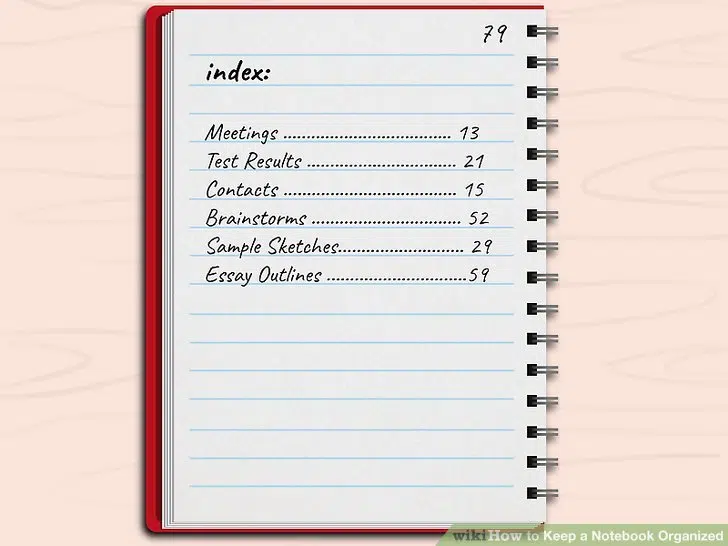 79
index:
Meetings .................................... 13
Test Results ................................ 21
Contacts ..................................... 15
Brainstorms ................................ 52
Sample Sketches........................... 29
Essay Outlines ..............................59
wikiHow to Keep a Notebook Organized